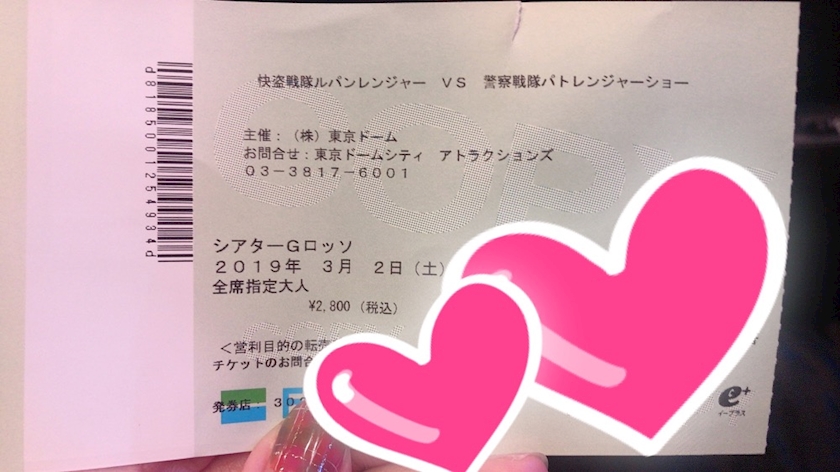 快盗戦隊ルパンレンジャー VS 警察戦隊パトレンジャーショー
主催:(株)東京ドーム
お問合せ:東京ドームシティ アトラクションズ
03-3817-6001
シアターGロッソ
2019年 3月 2日(土)
全席指定大人
¥2,800(税込)
<営利目的の転売
チケットのお問合
発券店: 30
e+
イープラス
d8185001254934d